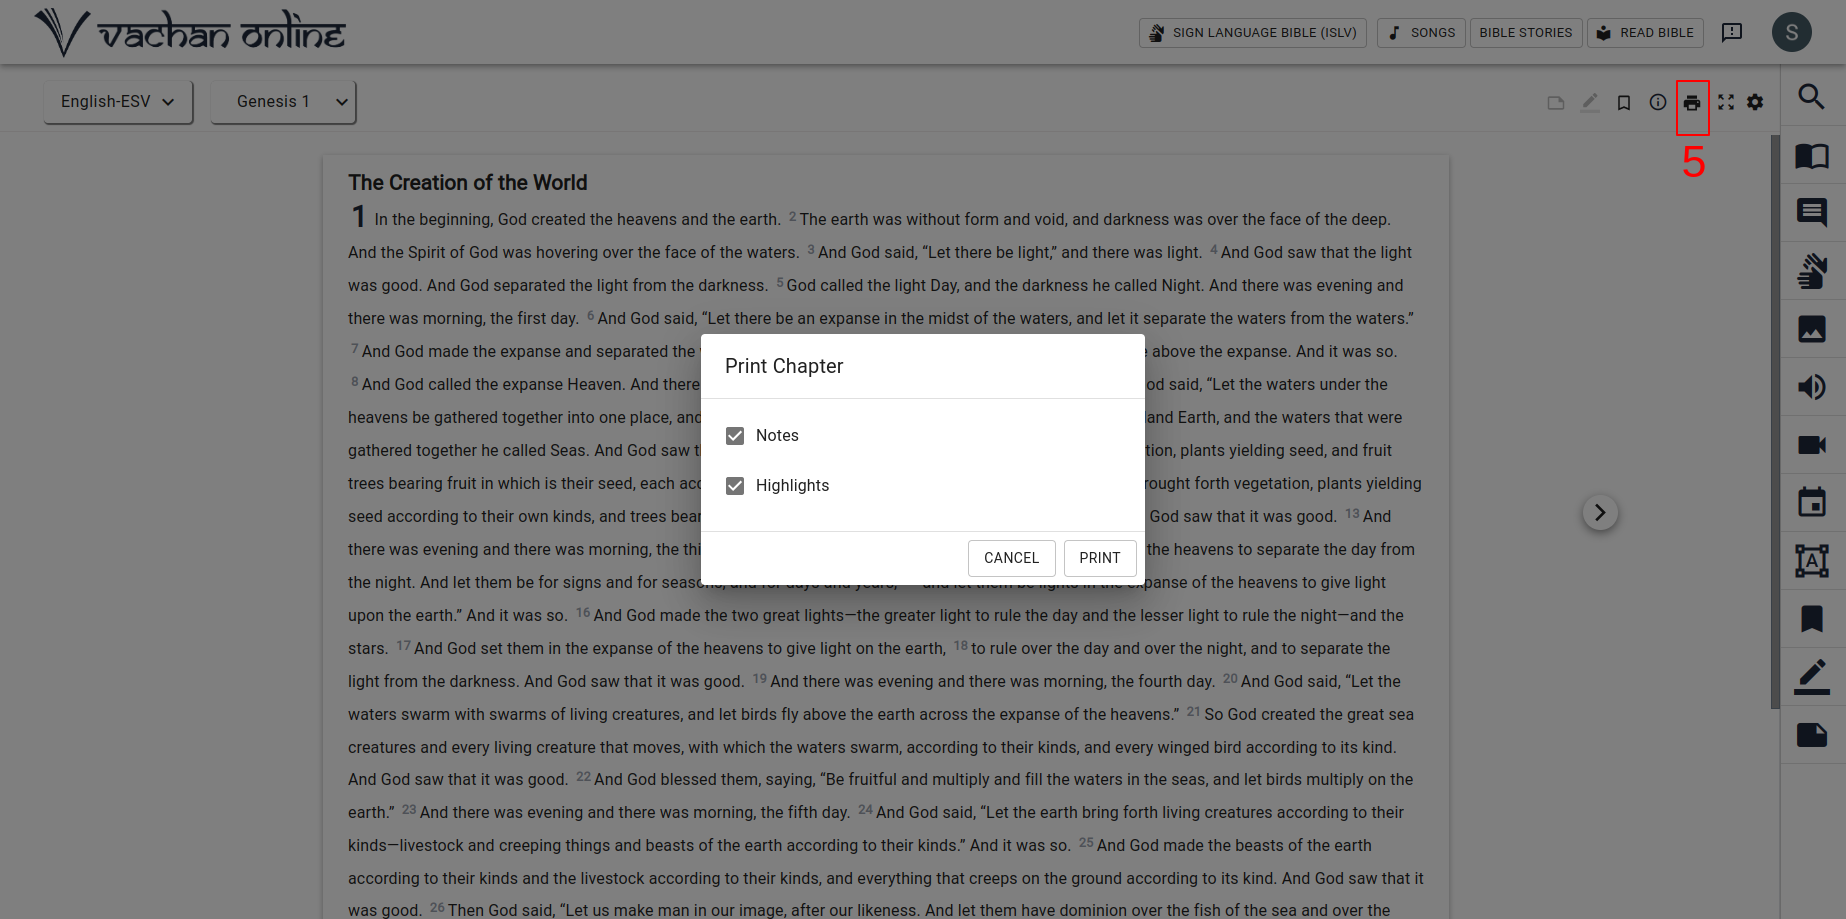 vachan online
SIGN LANGUAGE BIBLE (ISLV)
SONGS
BIBLE STORIES
READ BIBLE
S
English-ESV
Genesis 1
5
The Creation of the World
1 In the beginning, God created the heavens and the earth. 2 The earth was without form and void, and darkness was over the face of the deep.
And the Spirit of God was hovering over the face of the waters. 3 And God said, “Let there be light,” and there was light. 4 And God saw that the light
was good. And God separated the light from the darkness. 5 God called the light Day, and the darkness he called Night. And there was evening and
there was morning, the first day. 6 And God said, “Let there be an expanse in the midst of the waters, and let it separate the waters from the waters.”
7 And God made the expanse and separated the above the expanse. And it was so.
8 And God called the expanse Heaven. And there od said, “Let the waters under the
heavens be gathered together into one place, and land Earth, and the waters that were
gathered together he called Seas. And God saw tion, plants yielding seed, and fruit
trees bearing fruit in which is their seed, each rought forth vegetation, plants yielding
seed according to their own kinds, and trees God saw that it was good. 13 And
there was evening and there was morning, the the heavens to separate the day from
the night. And let them be for signs and for seasons, and for days and years, and let them be lights in the expanse of the heavens to give light
upon the earth.” And it was so. 16 And God made the two great lights—the greater light to rule the day and the lesser light to rule the night—and the
stars. 17 And God set them in the expanse of the heavens to give light on the earth, 18 to rule over the day and over the night, and to separate the
light from the darkness. And God saw that it was good. 19 And there was evening and there was morning, the fourth day. 20 And God said, “Let the
waters swarm with swarms of living creatures, and let birds fly above the earth across the expanse of the heavens.” 21 So God created the great sea
creatures and every living creature that moves, with which the waters swarm, according to their kinds, and every winged bird according to its kind.
And God saw that it was good. 22 And God blessed them, saying, “Be fruitful and multiply and fill the waters in the seas, and let birds multiply on the
earth.” 23 And there was evening and there was morning, the fifth day. 24 And God said, “Let the earth bring forth living creatures according to their
kinds—livestock and creeping things and beasts of the earth according to their kinds.” And it was so. 25 And God made the beasts of the earth
according to their kinds and the livestock according to their kinds, and everything that creeps on the ground according to its kind. And God saw that it
was good. 26 Then God said, “Let us make man in our image, after our likeness. And let them have dominion over the fish of the sea and over the
Print Chapter
Notes
Highlights
CANCEL
PRINT
A